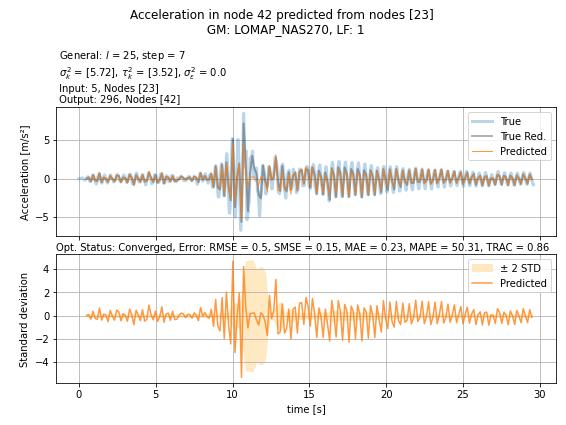 Acceleration in node 42 predicted from nodes [23]
GM: LOMAP_NAS270, LF: 1
General: l = 25, step = 7
σ²ₖ = [5.72], τ²ₖ = [3.52], σ²ε = 0.0
Input: 5, Nodes [23]
Output: 296, Nodes [42]
True
True Red.
Predicted
Acceleration [m/s²]
5
0
−5
Opt. Status: Converged, Error: RMSE = 0.5, SMSE = 0.15, MAE = 0.23, MAPE = 50.31, TRAC = 0.86
± 2 STD
Predicted
Standard deviation
4
2
0
−2
−4
0 5 10 15 20 25 30
time [s]